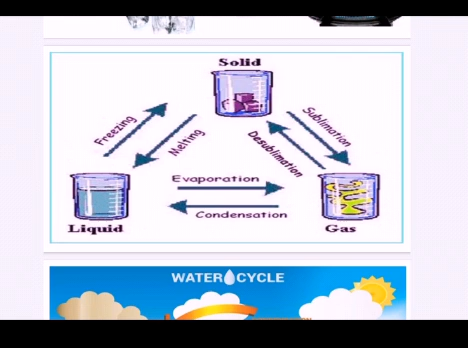 Solid
Freezing
Melting
Sublimation
Desublimation
Evaporation
Condensation
Liquid
Gas
WATER CYCLE